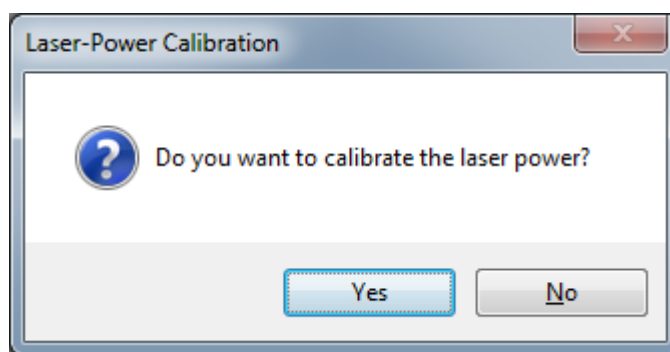 Laser-Power Calibration
Do you want to calibrate the laser power?
Yes No